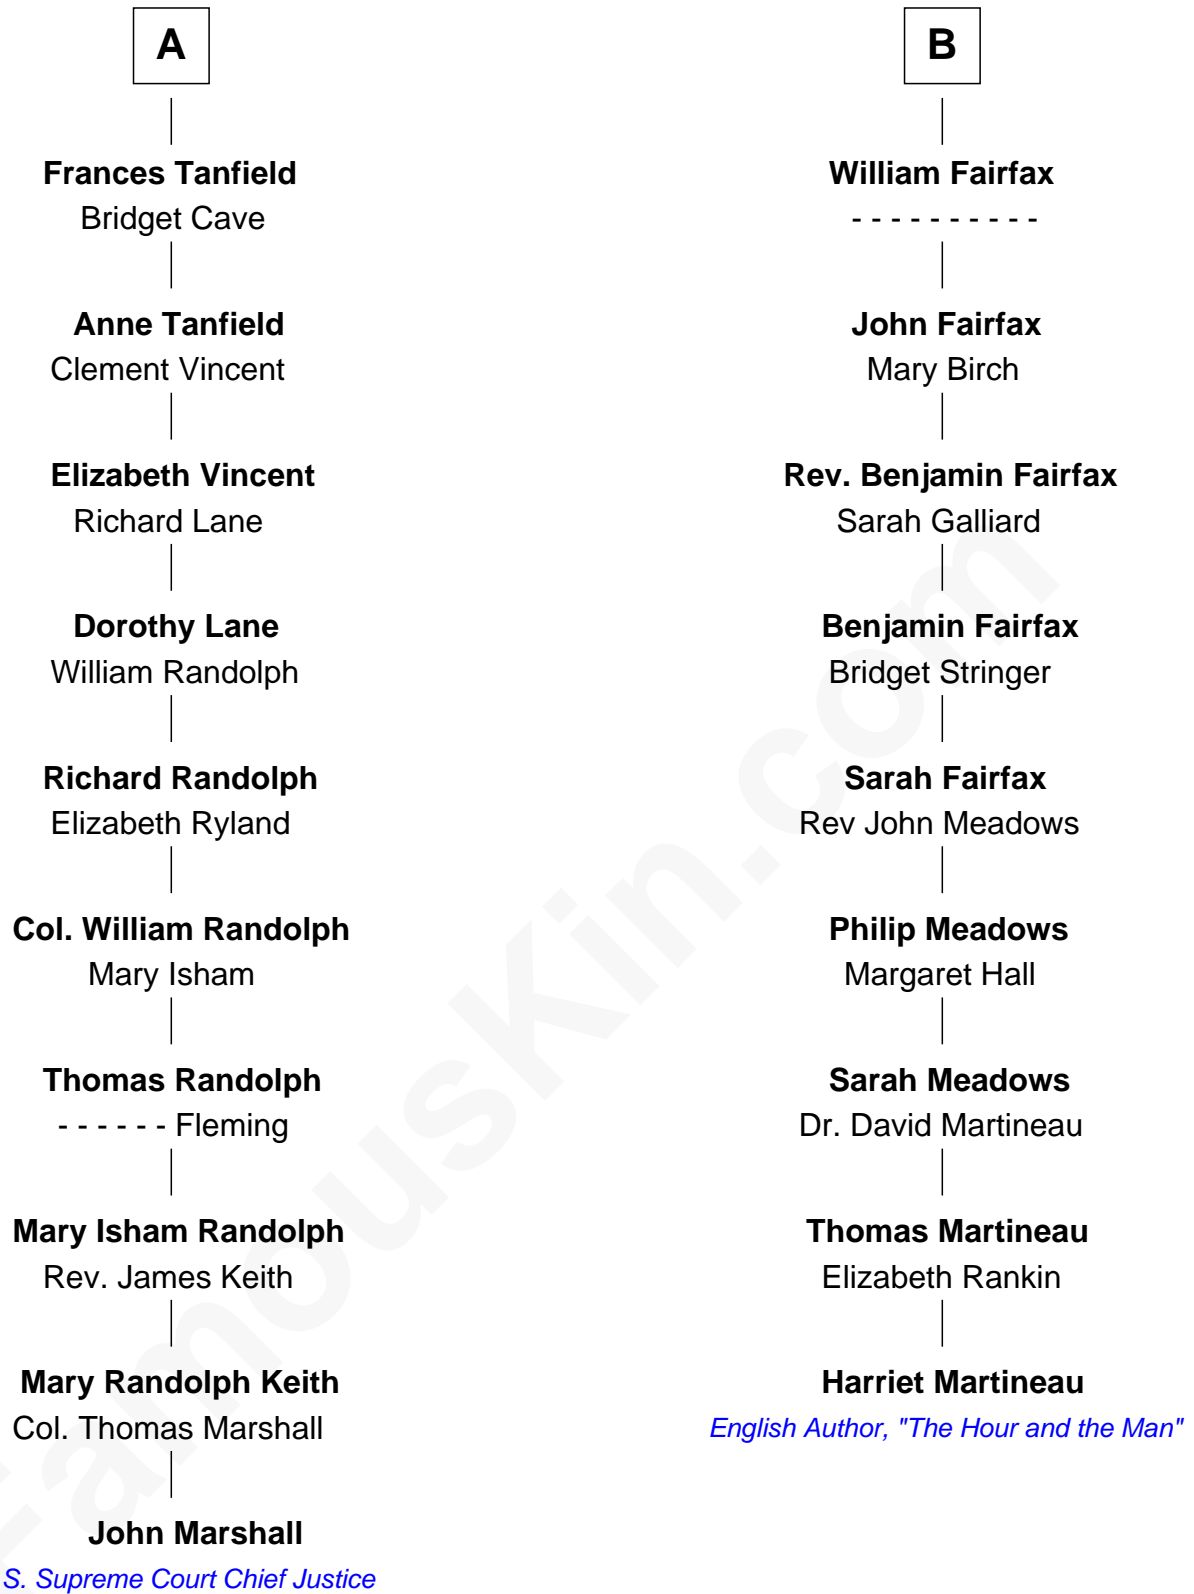 A
Frances Tanfield
Bridget Cave
Anne Tanfield
Clement Vincent
Elizabeth Vincent
Richard Lane
Dorothy Lane
William Randolph
Richard Randolph
Elizabeth Ryland
Col. William Randolph
Mary Isham
Thomas Randolph
- - - - - - Fleming
Mary Isham Randolph
Rev. James Keith
Mary Randolph Keith
Col. Thomas Marshall
John Marshall
S. Supreme Court Chief Justice
B
William Fairfax
- - - - - - - - - -
John Fairfax
Mary Birch
Rev. Benjamin Fairfax
Sarah Galliard
Benjamin Fairfax
Bridget Stringer
Sarah Fairfax
Rev John Meadows
Philip Meadows
Margaret Hall
Sarah Meadows
Dr. David Martineau
Thomas Martineau
Elizabeth Rankin
Harriet Martineau
English Author, "The Hour and the Man"
FamousKin.com